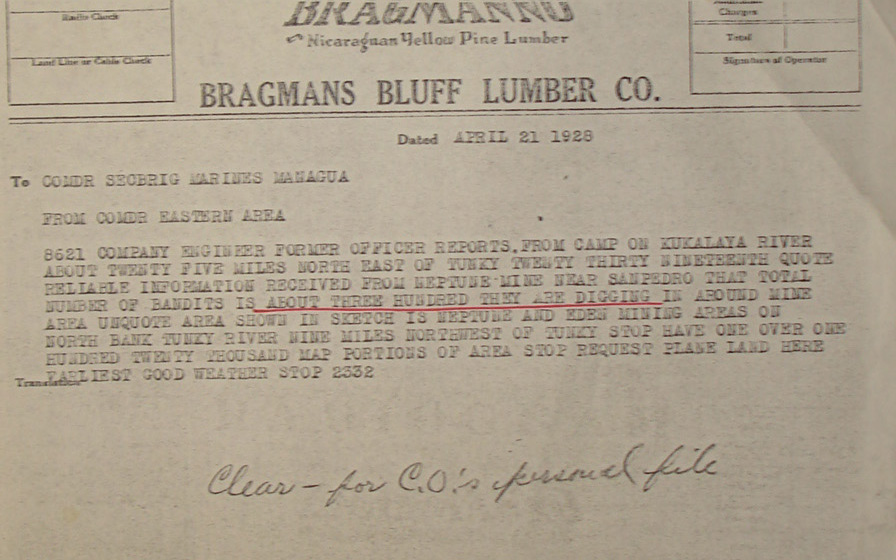 Radio Check
Land Line or Cable Check
BRAGMANNO
Nicaraguan Yellow Pine Lumber
BRAGMANS BLUFF LUMBER CO.
Charges
Total
Signature of Operator
Dated APRIL 21 1928
To COMDR SECBRIG MARINES MANAGUA
FROM COMDR EASTERN AREA
8621 COMPANY ENGINEER FORMER OFFICER REPORTS,FROM CAMP ON KUKALAYA RIVER
ABOUT TWENTY FIVE MILES NORTH EAST OF TUNKY TWENTY THIRTY NINETEENTH QUOTE
RELIABLE INFORMATION RECEIVED FROM NEPTUNE MINE NEAR SANPEDRO THAT TOTAL
NUMBER OF BANDITS IS ABOUT THREE HUNDRED THEY ARE DIGGING IN AROUND MINE
AREA UNQUOTE AREA SHOWN IN SKETCH IS NEPTUNE AND EDEN MINING AREAS ON
NORTH BANK TUNKY RIVER NINE MILES NORTHWEST OF TUNKY STOP HAVE ONE OVER ONE
HUNDRED TWENTY THOUSAND MAP PORTIONS OF AREA STOP REQUEST PLANE LAND HERE
EARLIEST GOOD WEATHER STOP 2332
Translation
Clear - for C.O.'s personal file